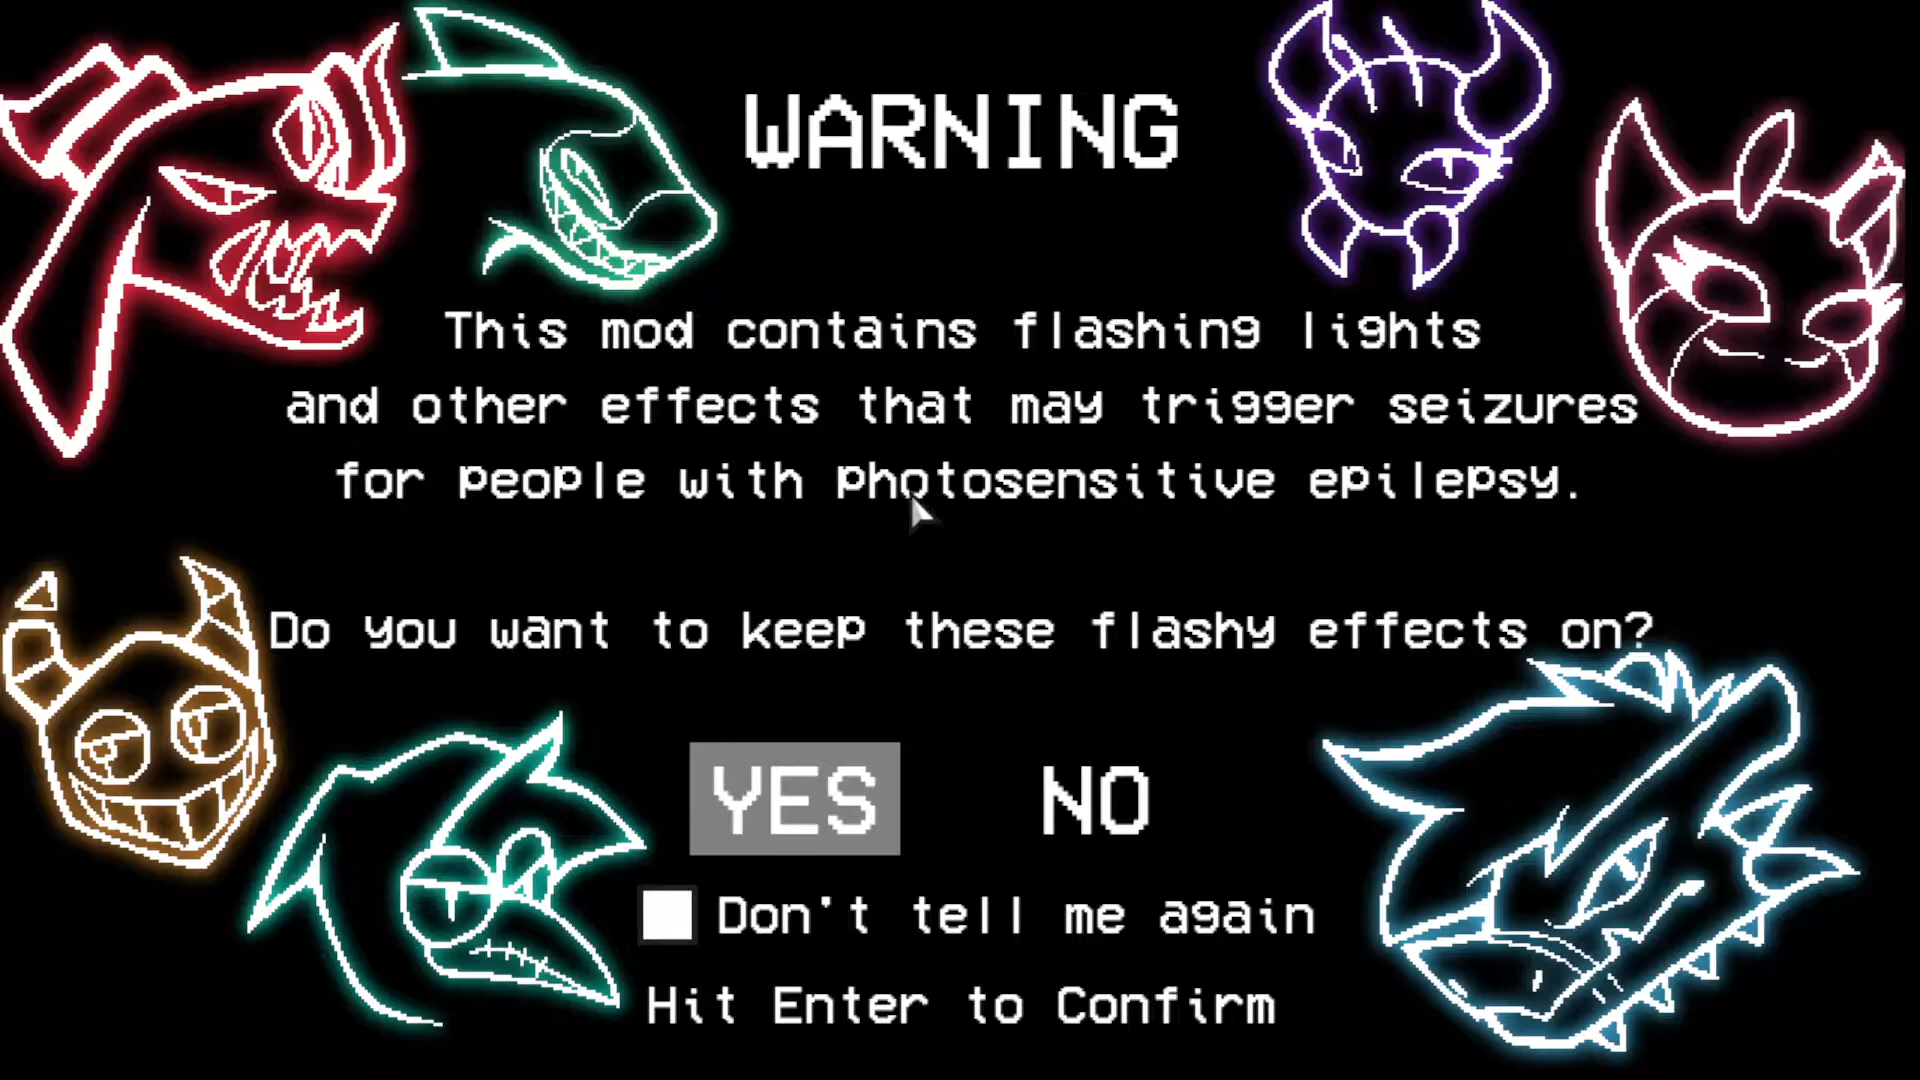 WARNING
This mod contains flashing lights
and other effects that may trigger seizures
for people with photosensitive epilepsy.
Do you want to keep these flashy effects on?
YES NO
Don't tell me again
Hit Enter to Confirm